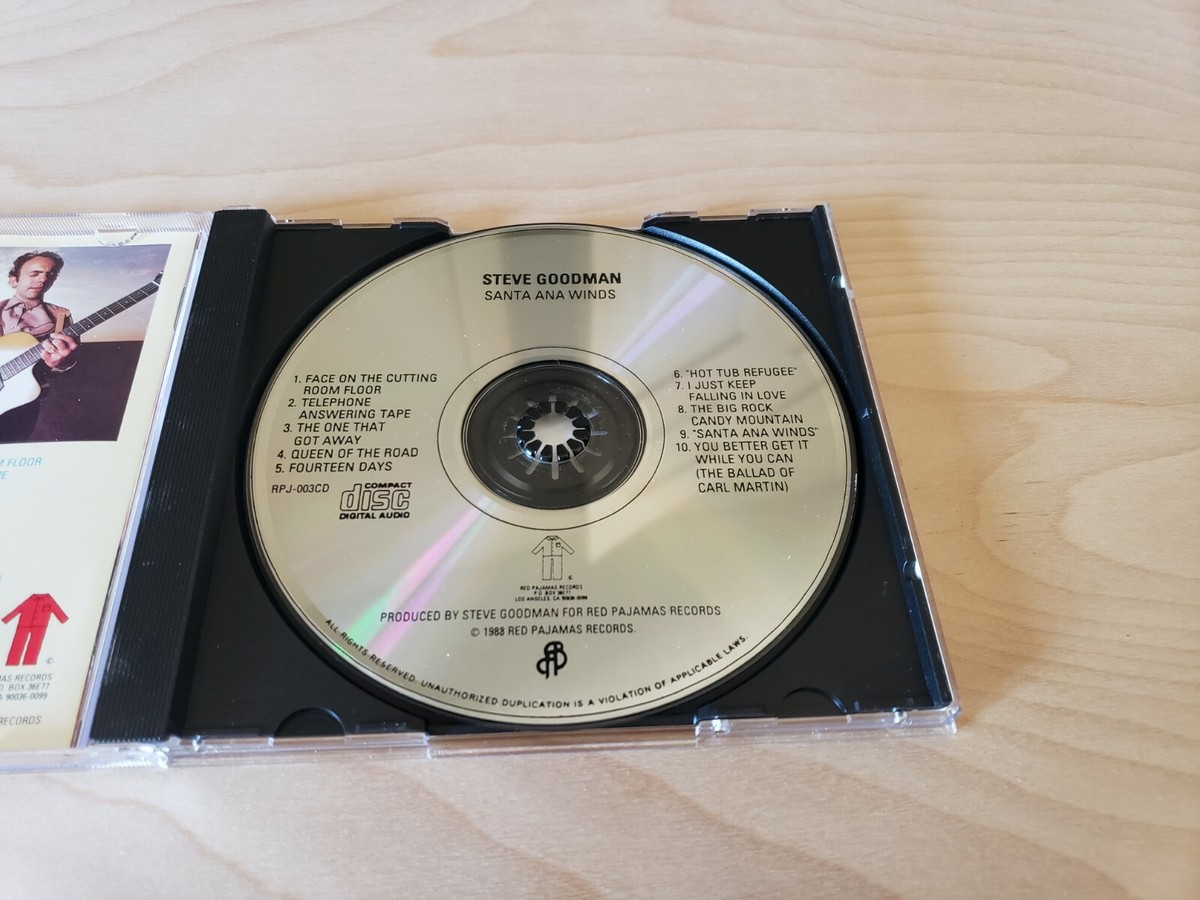 STEVE GOODMAN
SANTA ANA WINDS
1. FACE ON THE CUTTING
ROOM FLOOR
2. TELEPHONE
ANSWERING TAPE
3. THE ONE THAT
GOT AWAY
4. QUEEN OF THE ROAD
5. FOURTEEN DAYS
RPJ-003CD
COMPACT
disc
DIGITAL AUDIO
6. "HOT TUB REFUGEE"
7. I JUST KEEP
FALLING IN LOVE
8. THE BIG ROCK
CANDY MOUNTAIN
9. "SANTA ANA WINDS"
10. YOU BETTER GET IT
WHILE YOU CAN
(THE BALLAD OF
CARL MARTIN)
©
RED PAJAMAS RECORDS
P O BOX 36E77
LOS ANGELES, CA 90036-0099
PRODUCED BY STEVE GOODMAN FOR RED PAJAMAS RECORDS
© 1988 RED PAJAMAS RECORDS.
ALL RIGHTS RESERVED. UNAUTHORIZED DUPLICATION IS A VIOLATION OF APPLICABLE LAWS.
FLOOR
©
RECORDS
BOX 36E77
90036-0099
RECORDS